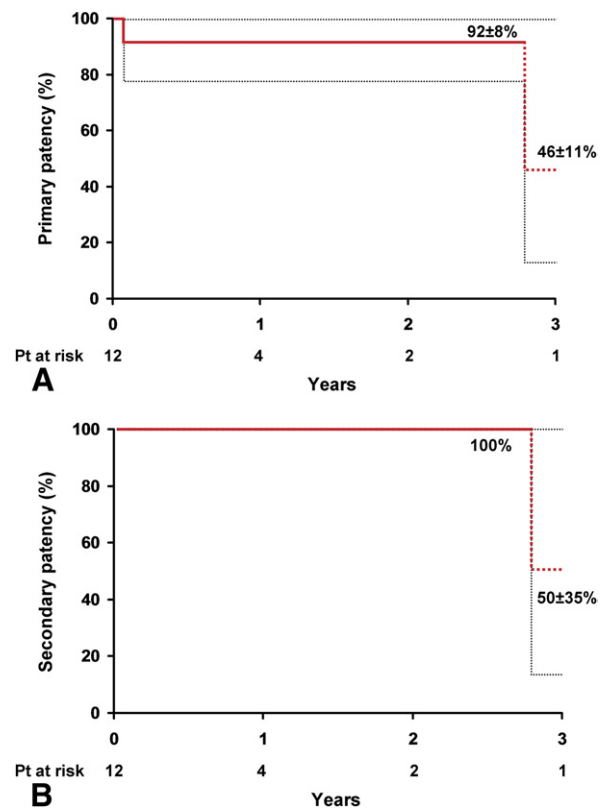 100
92±8%
80
Primary patency (%)
60
46±11%
40
20
0
0 1 2 3
Pt at risk 12 4 2 1
A
Years
100
100%
80
Secondary patency (%)
60
50±35%
40
20
0
0 1 2 3
Pt at risk 12 4 2 1
B
Years